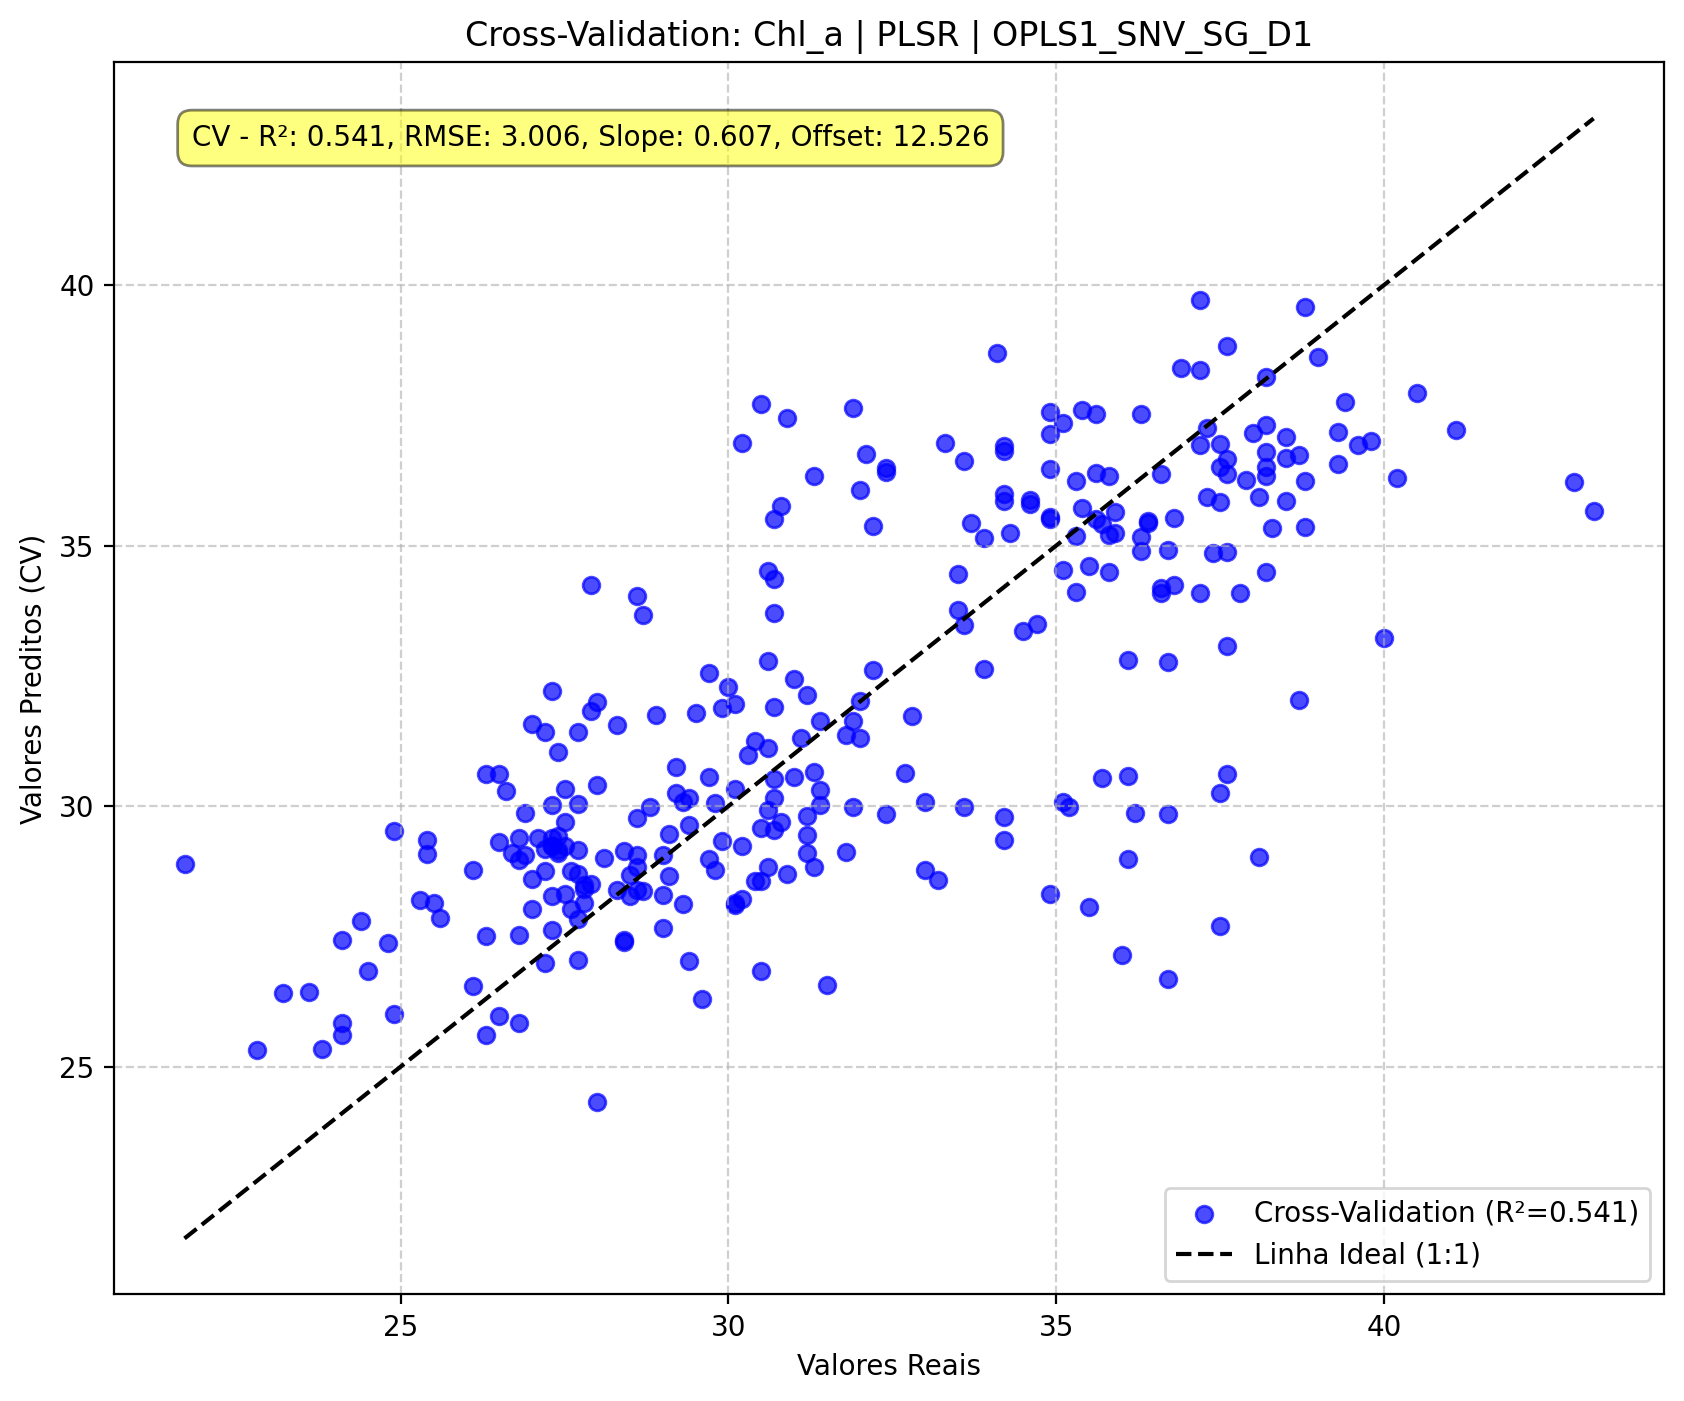 Cross-Validation: Chl_a | PLSR | OPLS1_SNV_SG_D1
CV - R²: 0.541, RMSE: 3.006, Slope: 0.607, Offset: 12.526
Valores Preditos (CV)
40
35
30
25
Cross-Validation (R²=0.541)
Linha Ideal (1:1)
25 30 35 40
Valores Reais